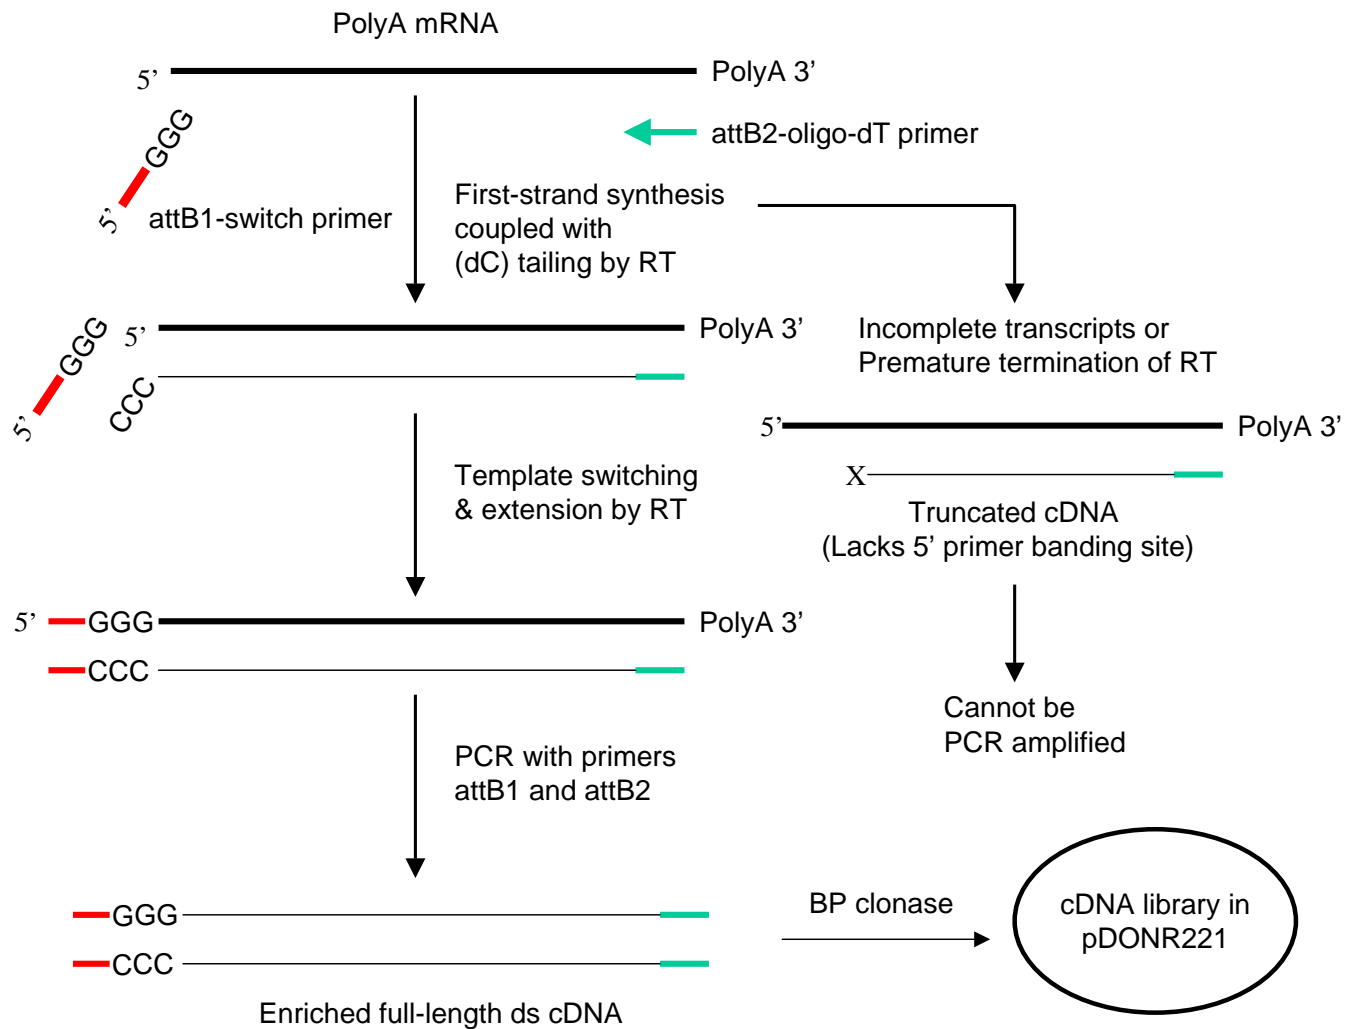 PolyA mRNA
5’
PolyA 3’
GGG
5’
attB2-oligo-dT primer
attB1-switch primer
First-strand synthesis
coupled with
(dC) tailing by RT
GGG
5’
5’
PolyA 3’
CCC
Incomplete transcripts or
Premature termination of RT
5’
PolyA 3’
X
Truncated cDNA
(Lacks 5’ primer banding site)
Template switching
& extension by RT
5’
GGG
PolyA 3’
CCC
Cannot be
PCR amplified
PCR with primers
attB1 and attB2
GGG
CCC
Enriched full-length ds cDNA
BP clonase
cDNA library in
pDONR221